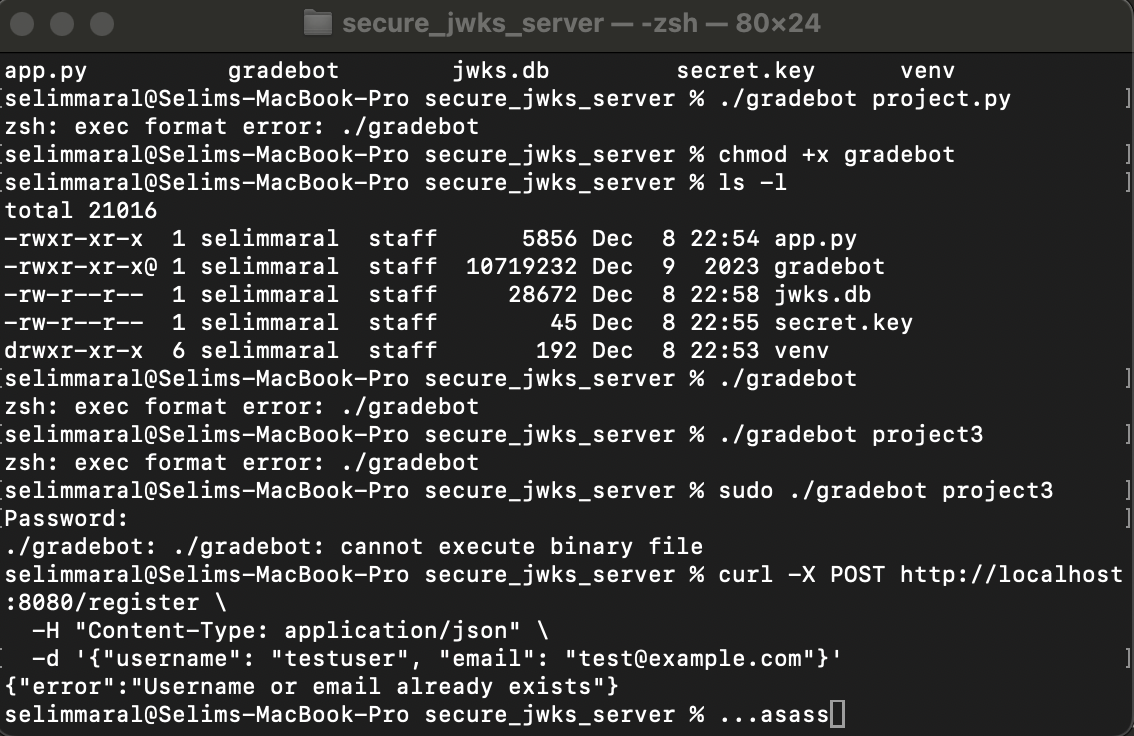 secure_jwks_server — -zsh — 80×24
app.py gradebot jwks.db secret.key venv
[selimmaral@Selims-MacBook-Pro secure_jwks_server % ./gradebot project.py ]
zsh: exec format error: ./gradebot
[selimmaral@Selims-MacBook-Pro secure_jwks_server % chmod +x gradebot ]
[selimmaral@Selims-MacBook-Pro secure_jwks_server % ls -l ]
total 21016
-rwxr-xr-x 1 selimmaral staff 5856 Dec 8 22:54 app.py
-rwxr-xr-x@ 1 selimmaral staff 10719232 Dec 9 2023 gradebot
-rw-r--r-- 1 selimmaral staff 28672 Dec 8 22:58 jwks.db
-rw-r--r-- 1 selimmaral staff 45 Dec 8 22:55 secret.key
drwxr-xr-x 6 selimmaral staff 192 Dec 8 22:53 venv
[selimmaral@Selims-MacBook-Pro secure_jwks_server % ./gradebot ]
zsh: exec format error: ./gradebot
[selimmaral@Selims-MacBook-Pro secure_jwks_server % ./gradebot project3 ]
zsh: exec format error: ./gradebot
[selimmaral@Selims-MacBook-Pro secure_jwks_server % sudo ./gradebot project3 ]
[Password: ]
./gradebot: ./gradebot: cannot execute binary file
selimmaral@Selims-MacBook-Pro secure_jwks_server % curl -X POST http://localhost
:8080/register \
-H "Content-Type: application/json" \
[ -d '{"username": "testuser", "email": "test@example.com"}' ]
{"error":"Username or email already exists"}
selimmaral@Selims-MacBook-Pro secure_jwks_server % ...asass